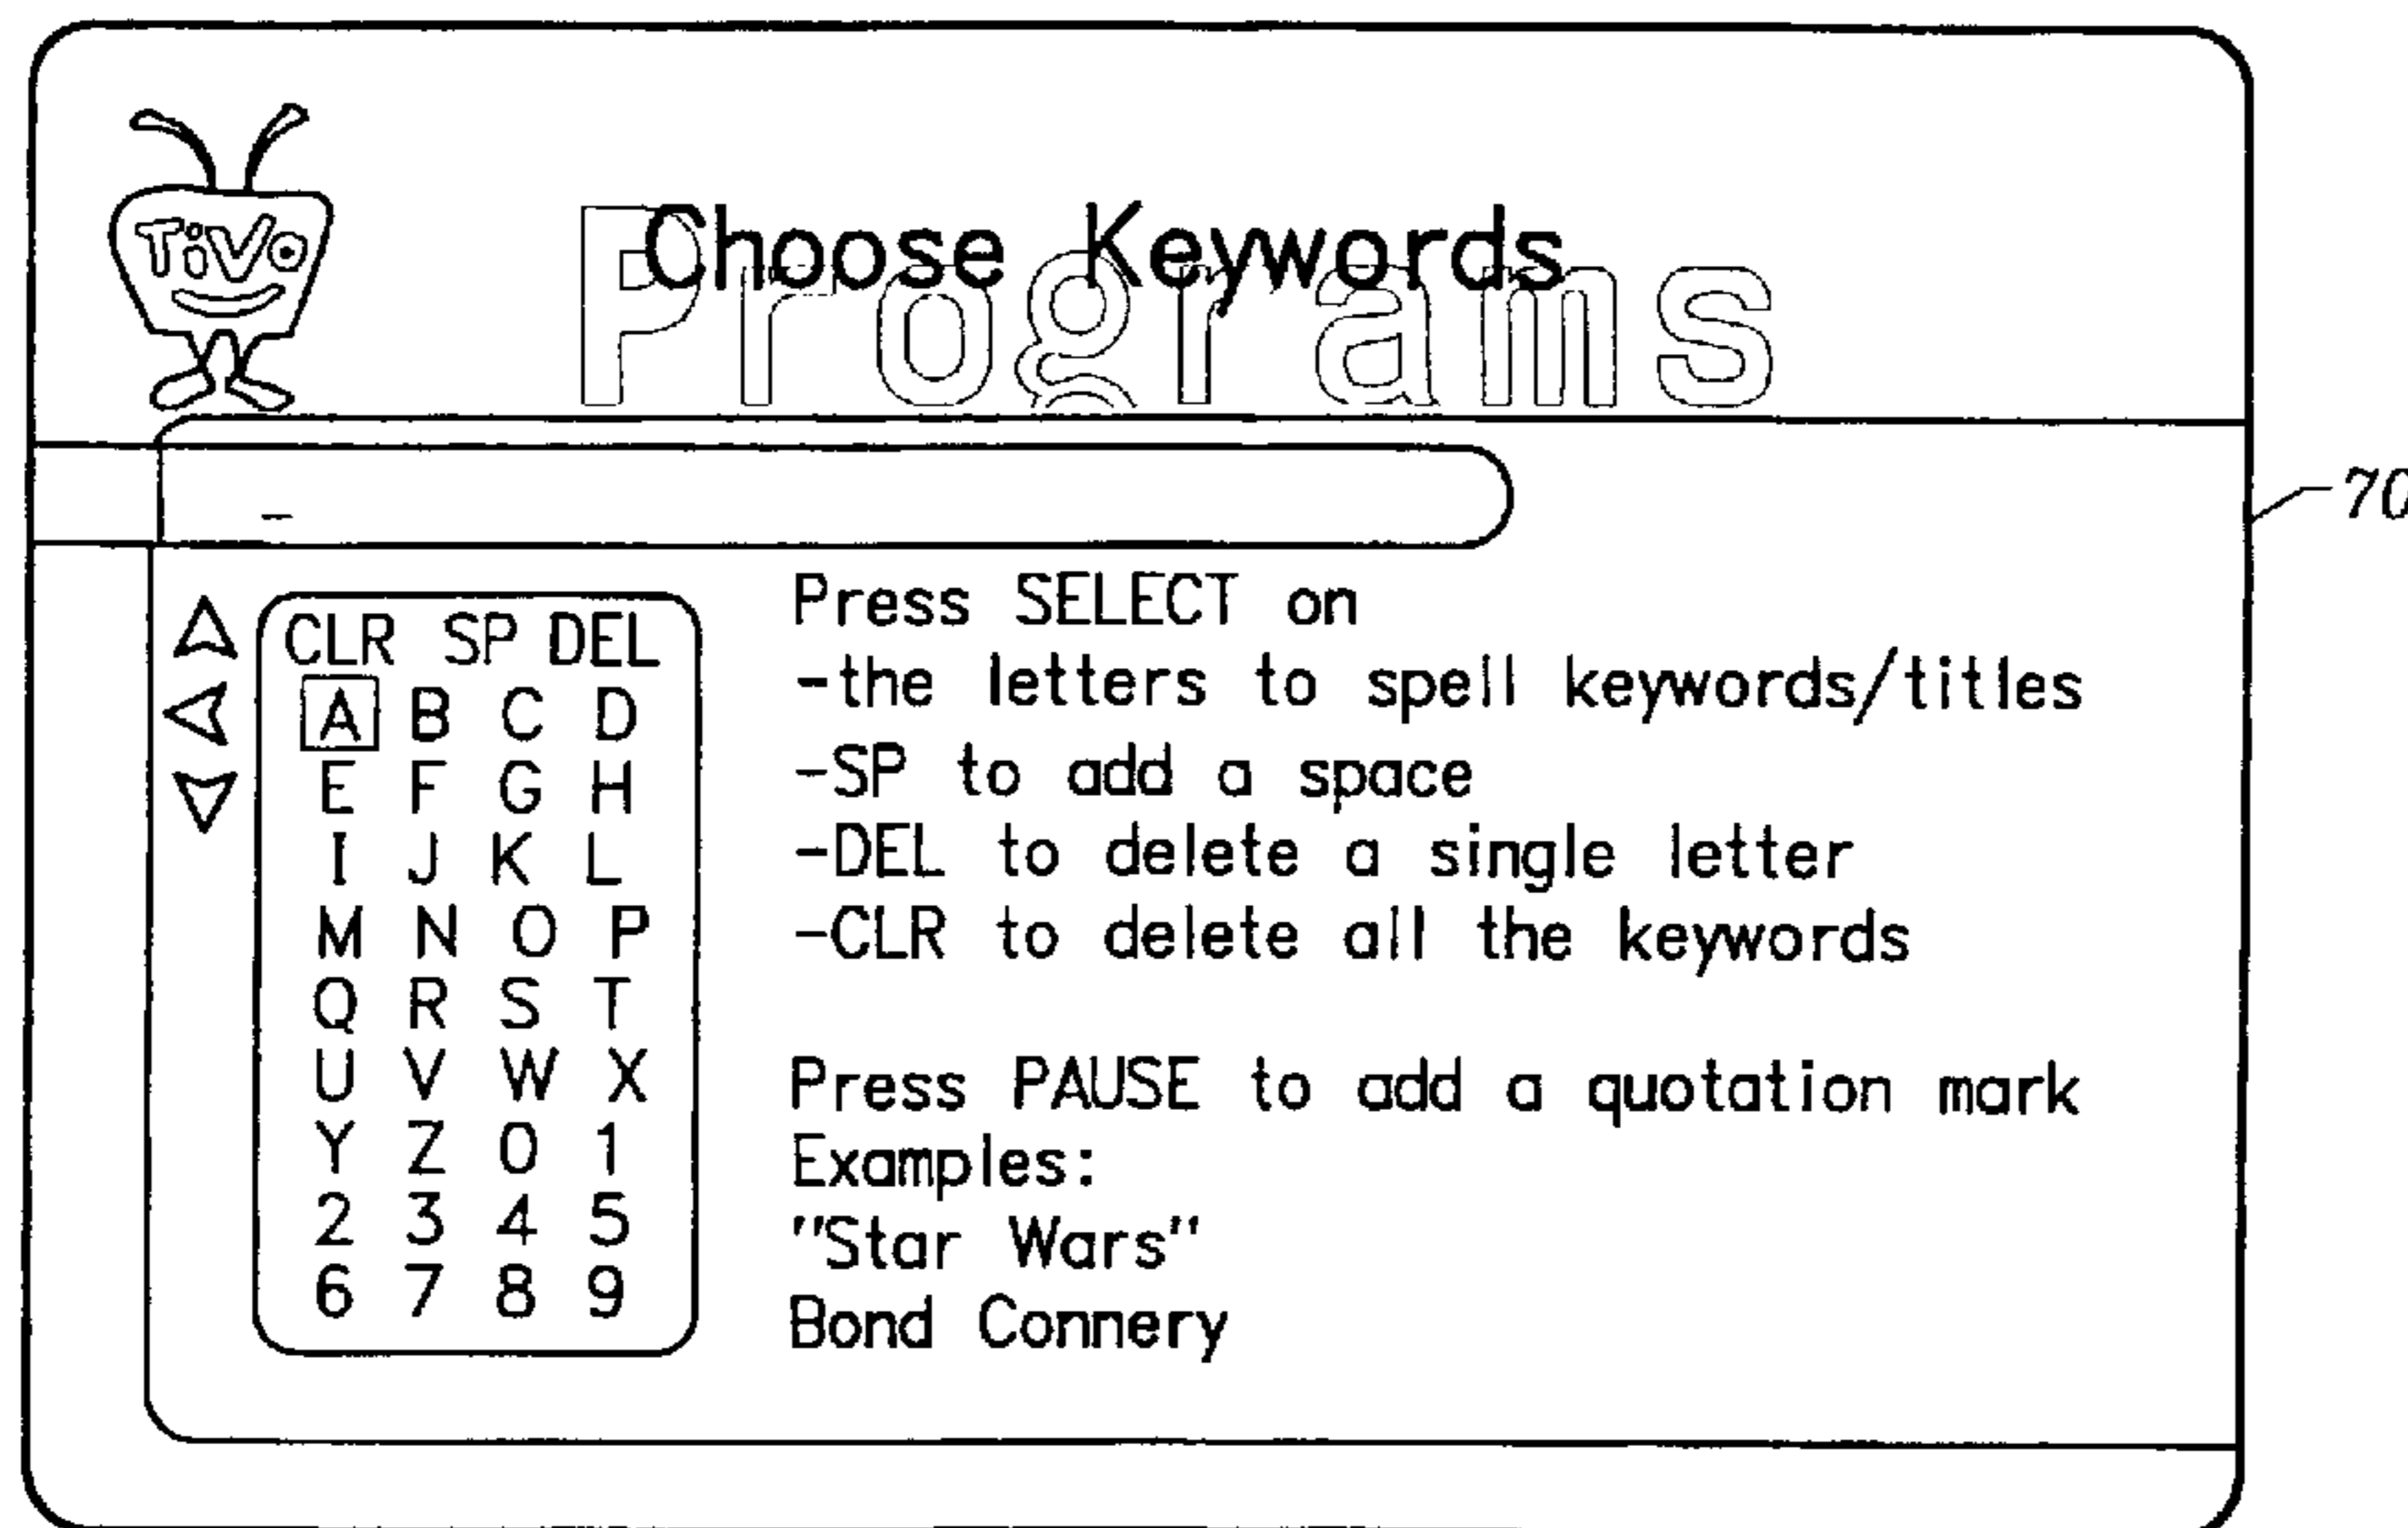 TiVo
Choose Keywords
Programs
_
70
CLR SP DEL
A B C D
E F G H
I J K L
M N O P
Q R S T
U V W X
Y Z 0 1
2 3 4 5
6 7 8 9
Press SELECT on
-the letters to spell keywords/titles
-SP to add a space
-DEL to delete a single letter
-CLR to delete all the keywords
Press PAUSE to add a quotation mark
Examples:
"Star Wars"
Bond Connery